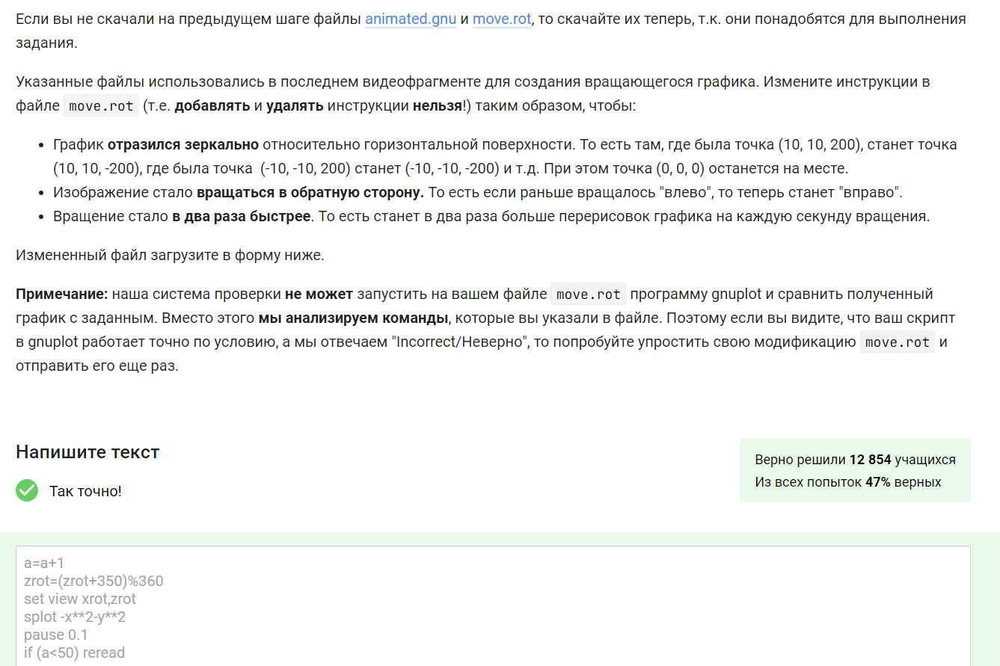 Если вы не скачали на предыдущем шаге файлы animated.gnu и move.rot, то скачайте их теперь, т.к. они понадобятся для выполнения
задания.
Указанные файлы использовались в последнем видеофрагменте для создания вращающегося графика. Измените инструкции в
файле move.rot (т.е. добавлять и удалять инструкции нельзя!) таким образом, чтобы:
• График отразился зеркально относительно горизонтальной поверхности. То есть там, где была точка (10, 10, 200), станет точка
(10, 10, -200), где была точка (-10, -10, 200) станет (-10, -10, -200) и т.д. При этом точка (0, 0, 0) останется на месте.
• Изображение стало вращаться в обратную сторону. То есть если раньше вращалось "влево", то теперь станет "вправо".
• Вращение стало в два раза быстрее. То есть станет в два раза больше перерисовок графика на каждую секунду вращения.
Измененный файл загрузите в форму ниже.
Примечание: наша система проверки не может запустить на вашем файле move.rot программу gnuplot и сравнить полученный
график с заданным. Вместо этого мы анализируем команды, которые вы указали в файле. Поэтому если вы видите, что ваш скрипт
в gnuplot работает точно по условию, а мы отвечаем "Incorrect/Неверно", то попробуйте упростить свою модификацию move.rot и
отправить его еще раз.
Напишите текст
Верно решили 12 854 учащихся
Из всех попыток 47% верных
Так точно!
a=a+1
zrot=(zrot+350)%360
set view xrot,zrot
splot -x**2-y**2
pause 0.1
if (a<50) reread